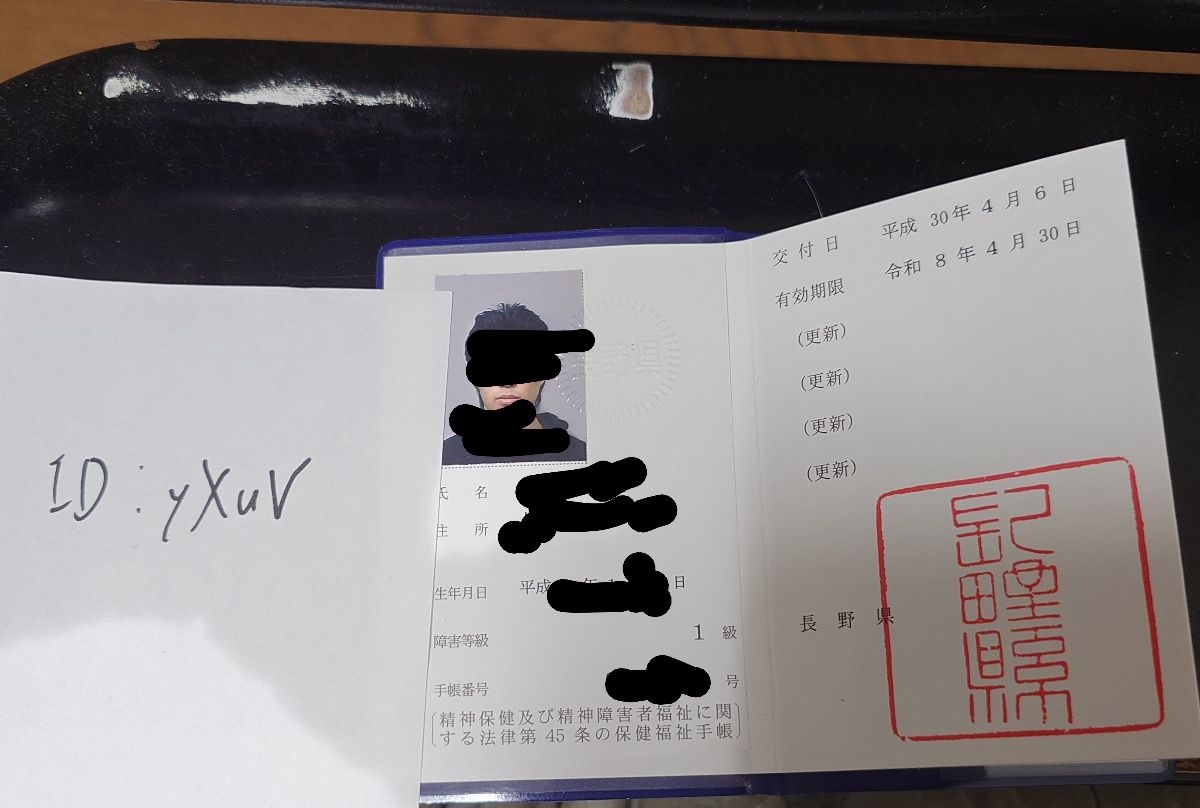 ID:yXuV
長野県
氏名
住所
生年月日 平成 年 日
障害等級 1 級
手帳番号 号
精神保健及び精神障害者福祉に関
する法律第 45 条の保健福祉手帳
交付日 平成 30年 4 月 6 日
有効期限 令和 8 年 4 月 30日
(更新)
(更新)
(更新)
(更新)
長野県